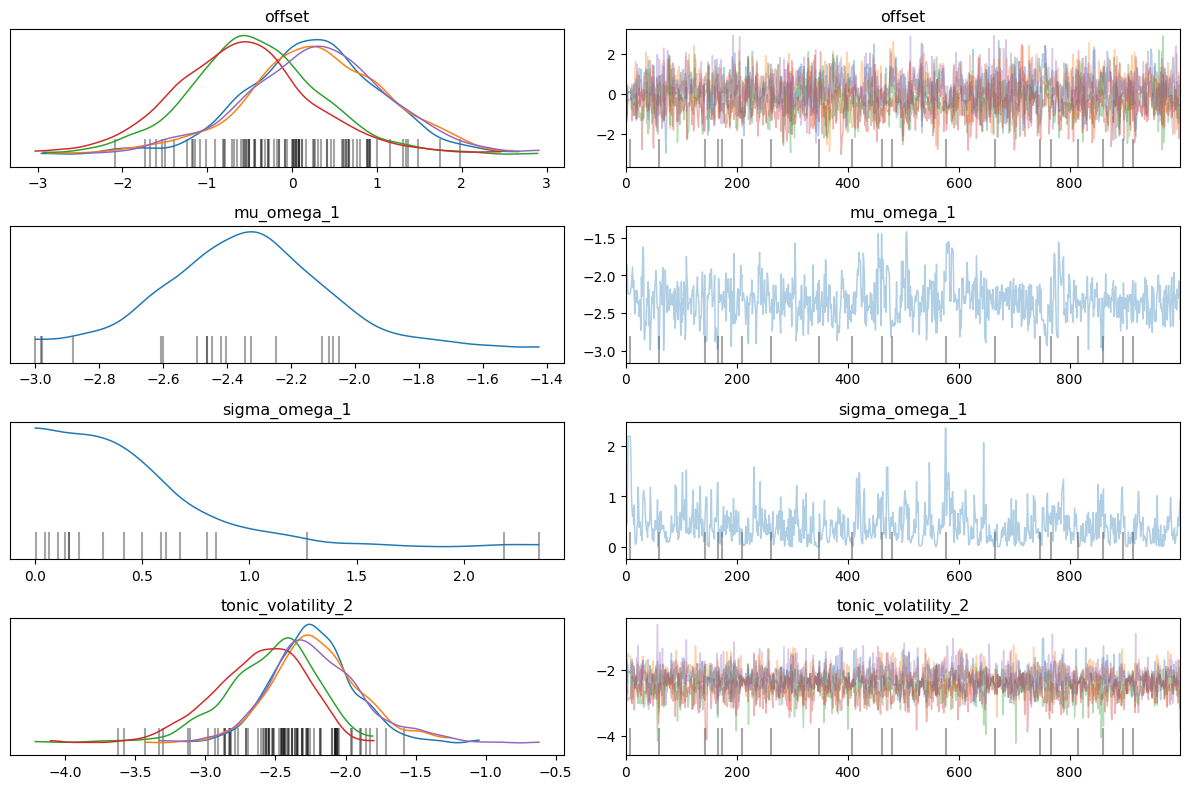 offset
offset
2
0
−2
−3 −2 −1 0 1 2 3
0 200 400 600 800
mu_omega_1
mu_omega_1
−1.5
−2.0
−2.5
−3.0
−3.0 −2.8 −2.6 −2.4 −2.2 −2.0 −1.8 −1.6 −1.4
0 200 400 600 800
sigma_omega_1
sigma_omega_1
2
1
0
0.0 0.5 1.0 1.5 2.0
0 200 400 600 800
tonic_volatility_2
tonic_volatility_2
−2
−4
−4.0 −3.5 −3.0 −2.5 −2.0 −1.5 −1.0 −0.5
0 200 400 600 800